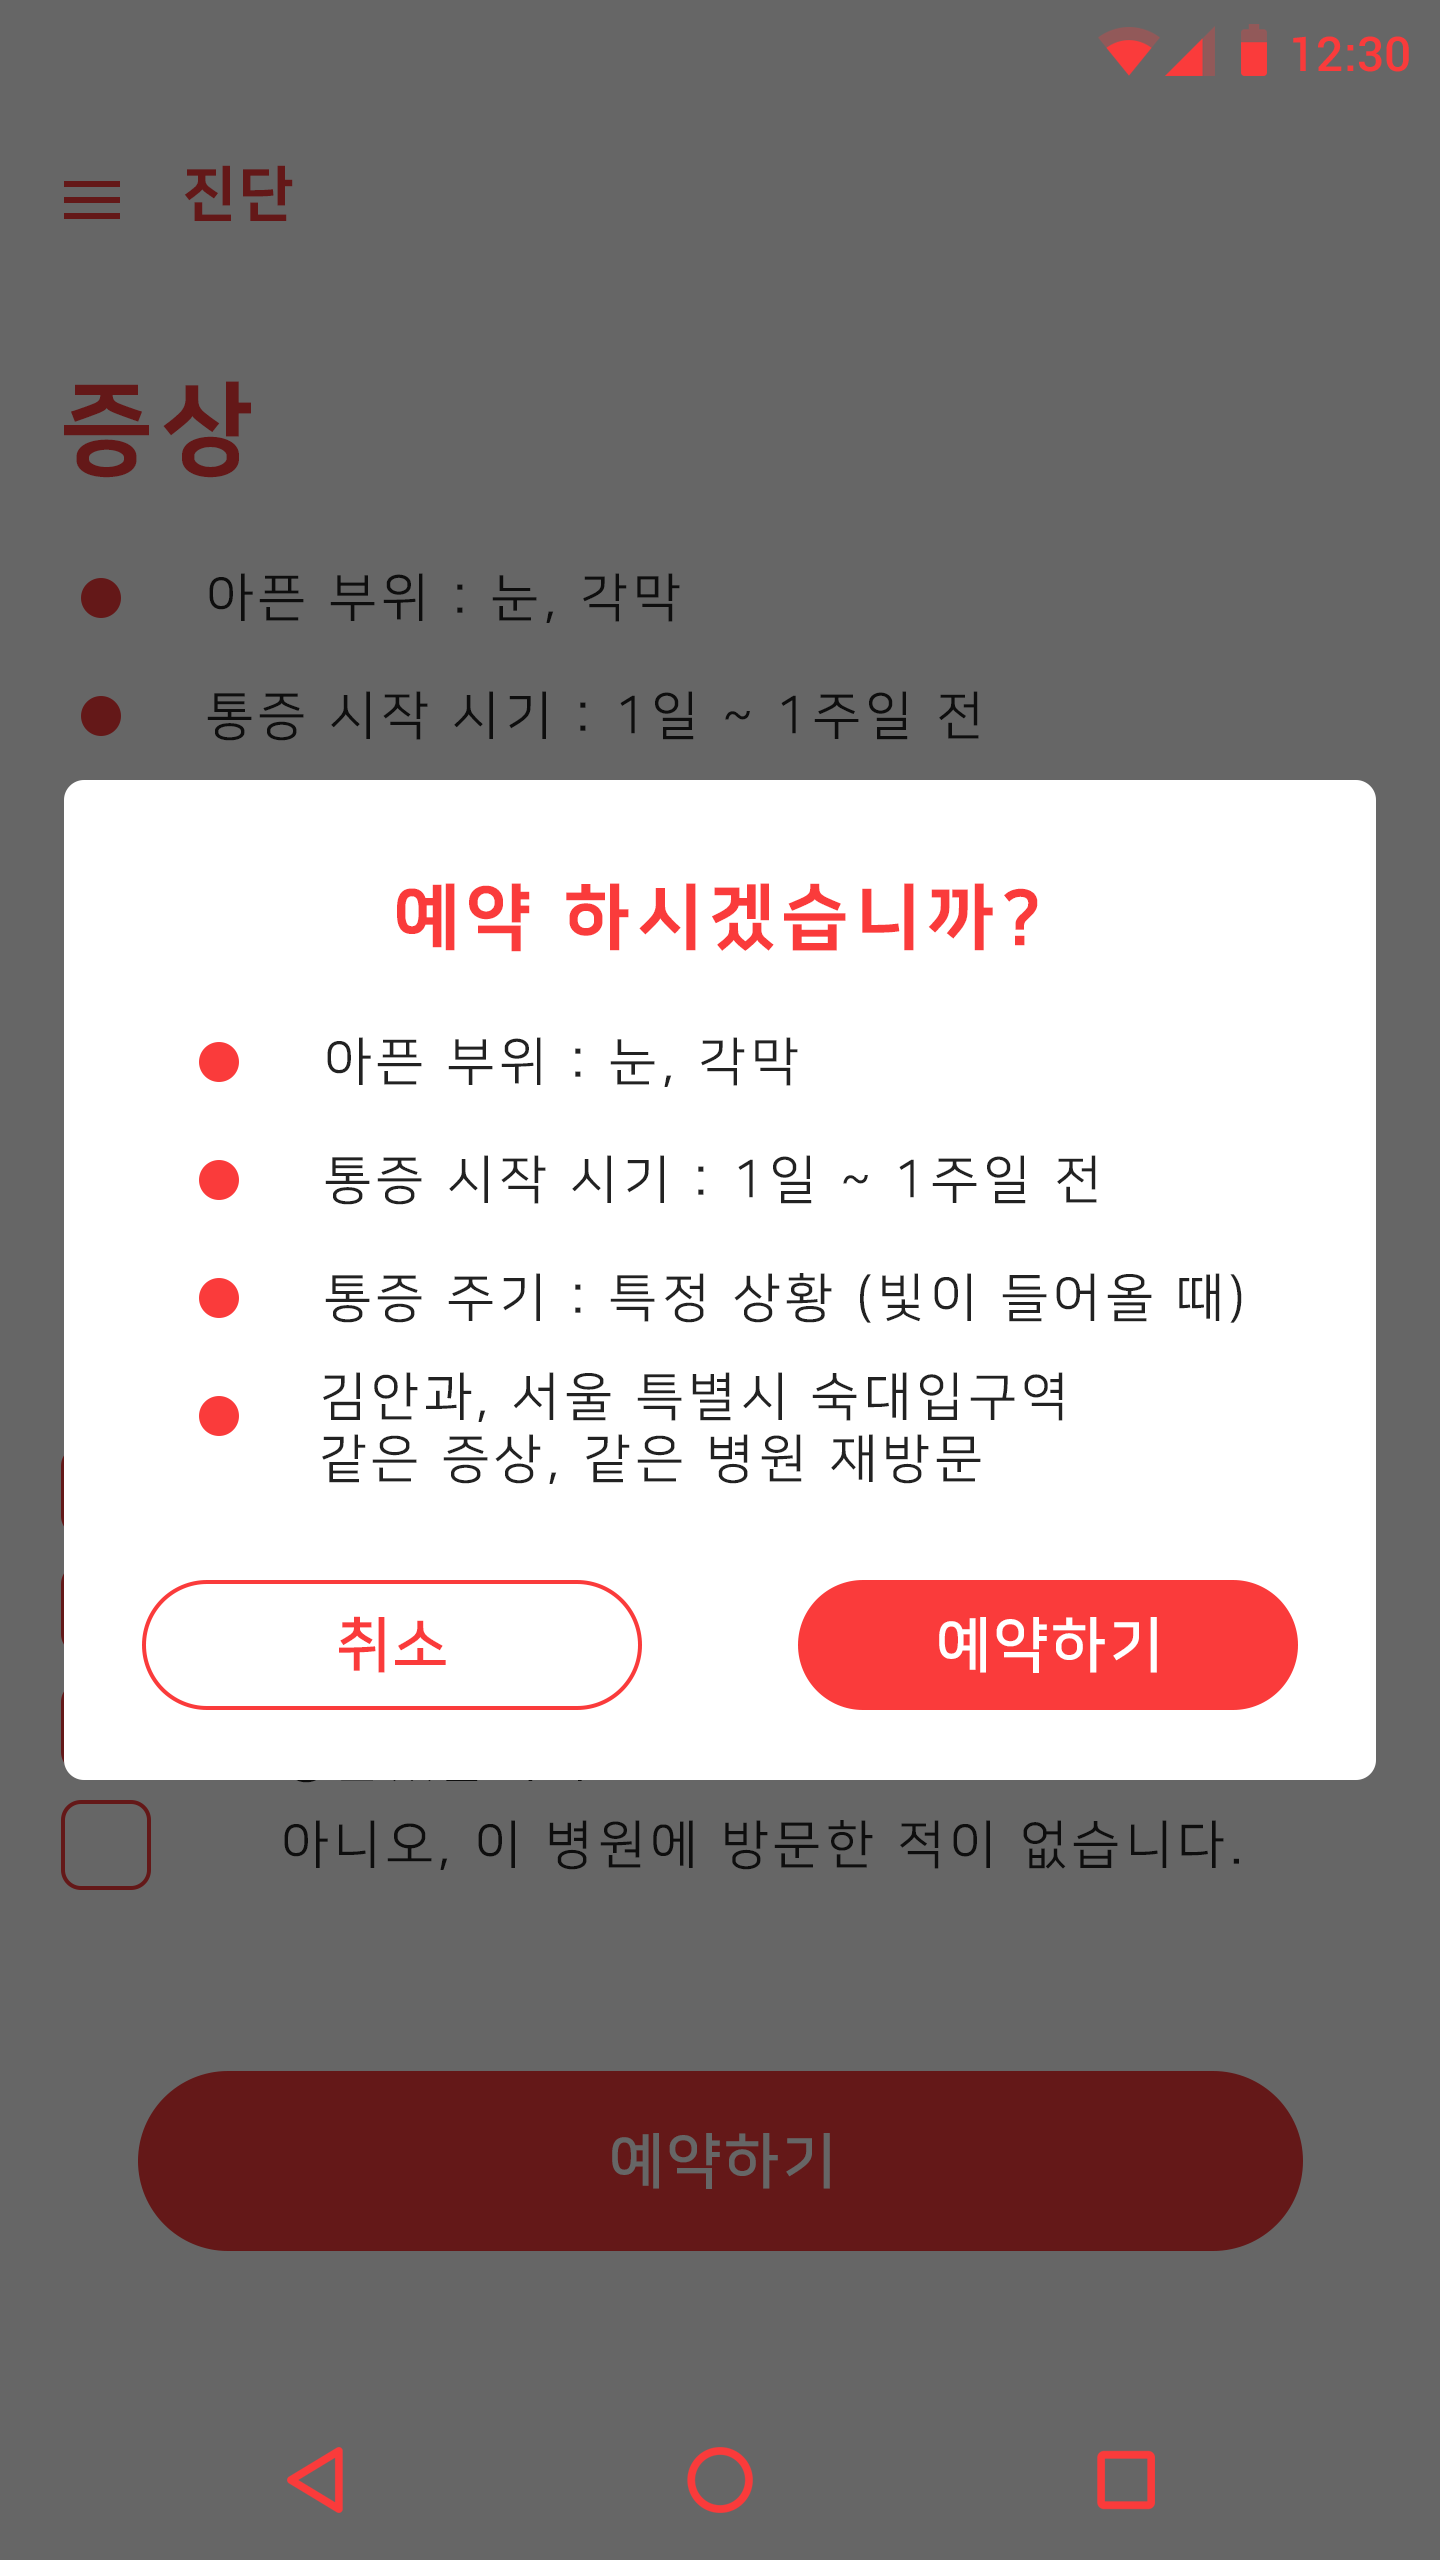 12:30
진단
증상
아픈 부위 : 눈, 각막
통증 시작 시기 : 1일 ~ 1주일 전
예약 하시겠습니까?
아픈 부위 : 눈, 각막
통증 시작 시기 : 1일 ~ 1주일 전
통증 주기 : 특정 상황 (빛이 들어올 때)
김안과, 서울 특별시 숙대입구역
같은 증상, 같은 병원 재방문
취소 예약하기
아니오, 이 병원에 방문한 적이 없습니다.
예약하기